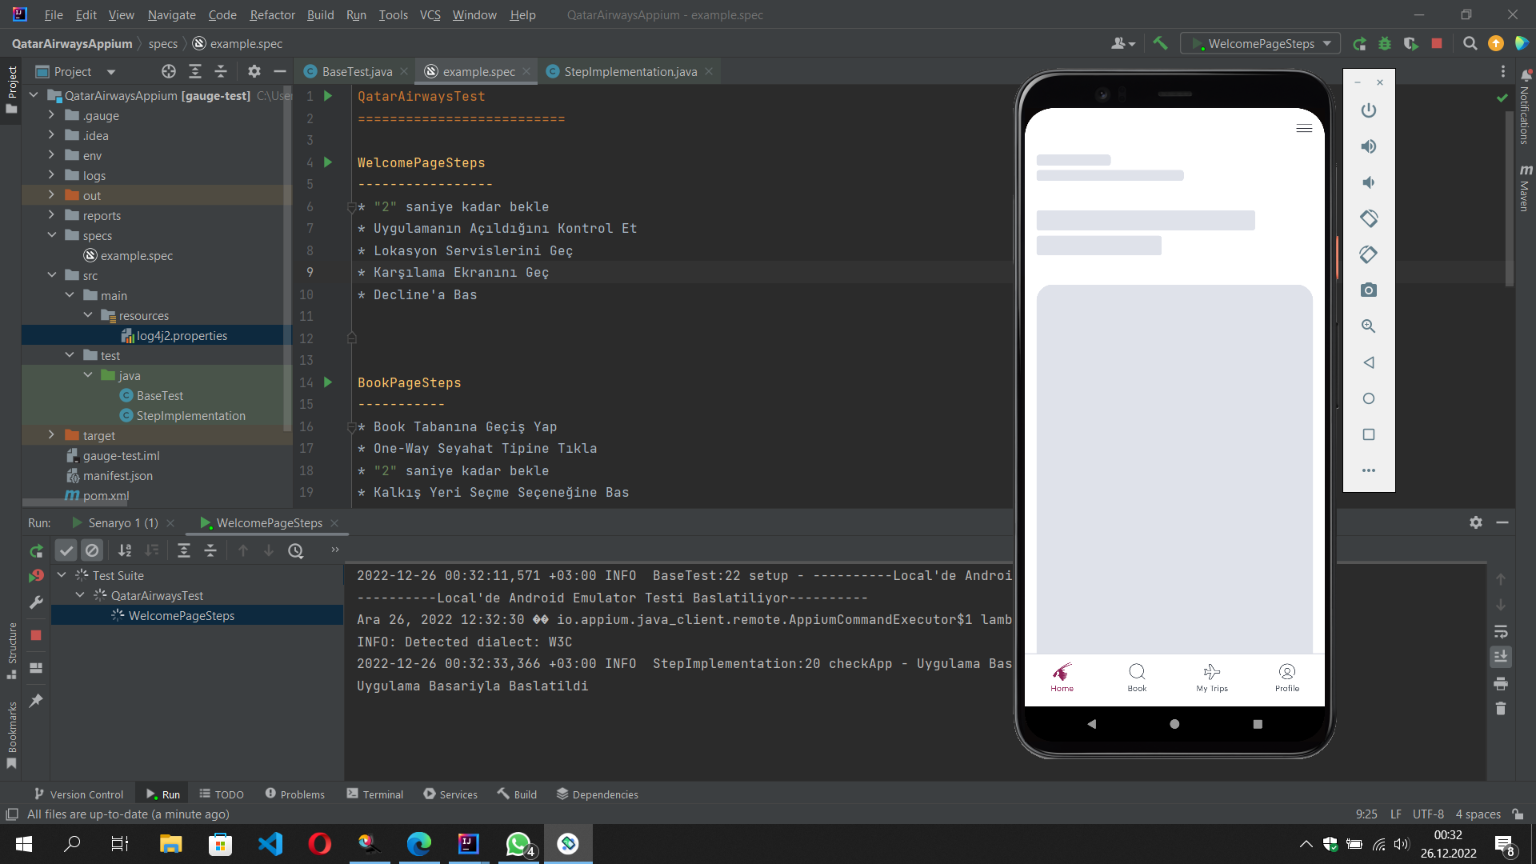 File Edit View Navigate Code Refactor Build Run Tools VCS Window Help QatarAirwaysAppium - example.spec
QatarAirwaysAppium specs example.spec WelcomePageSteps
Project BaseTest.java example.spec StepImplementation.java
Project
Structure
Bookmarks
QatarAirwaysAppium [gauge-test] C:\User
.gauge
.idea
env
logs
out
reports
specs
example.spec
src
main
resources
log4j2.properties
test
java
BaseTest
StepImplementation
target
gauge-test.iml
manifest.json
pom.xml
1 QatarAirwaysTest
2 ==========================
3
4 WelcomePageSteps
5 -----------------
6 * "2" saniye kadar bekle
7 * Uygulamanın Açıldığını Kontrol Et
8 * Lokasyon Servislerini Geç
9 * Karşılama Ekranını Geç
10 * Decline'a Bas
11
12
13
14 BookPageSteps
15 -----------
16 * Book Tabanına Geçiş Yap
17 * One-Way Seyahat Tipine Tıkla
18 * "2" saniye kadar bekle
19 * Kalkış Yeri Seçme Seçeneğine Bas
Notifications
Maven
Home Book My Trips Profile
Run: Senaryo 1 (1) WelcomePageSteps
Test Suite
QatarAirwaysTest
WelcomePageSteps
2022-12-26 00:32:11,571 +03:00 INFO BaseTest:22 setup - ----------Local'de Andro
----------Local'de Android Emulator Testi Baslatiliyor----------
Ara 26, 2022 12:32:30 �� io.appium.java_client.remote.AppiumCommandExecutor$1 lamb
INFO: Detected dialect: W3C
2022-12-26 00:32:33,366 +03:00 INFO StepImplementation:20 checkApp - Uygulama Bas
Uygulama Basariyla Baslatildi
Version Control Run TODO Problems Terminal Services Build Dependencies
All files are up-to-date (a minute ago) 9:25 LF UTF-8 4 spaces
4
00:32
26.12.2022
8